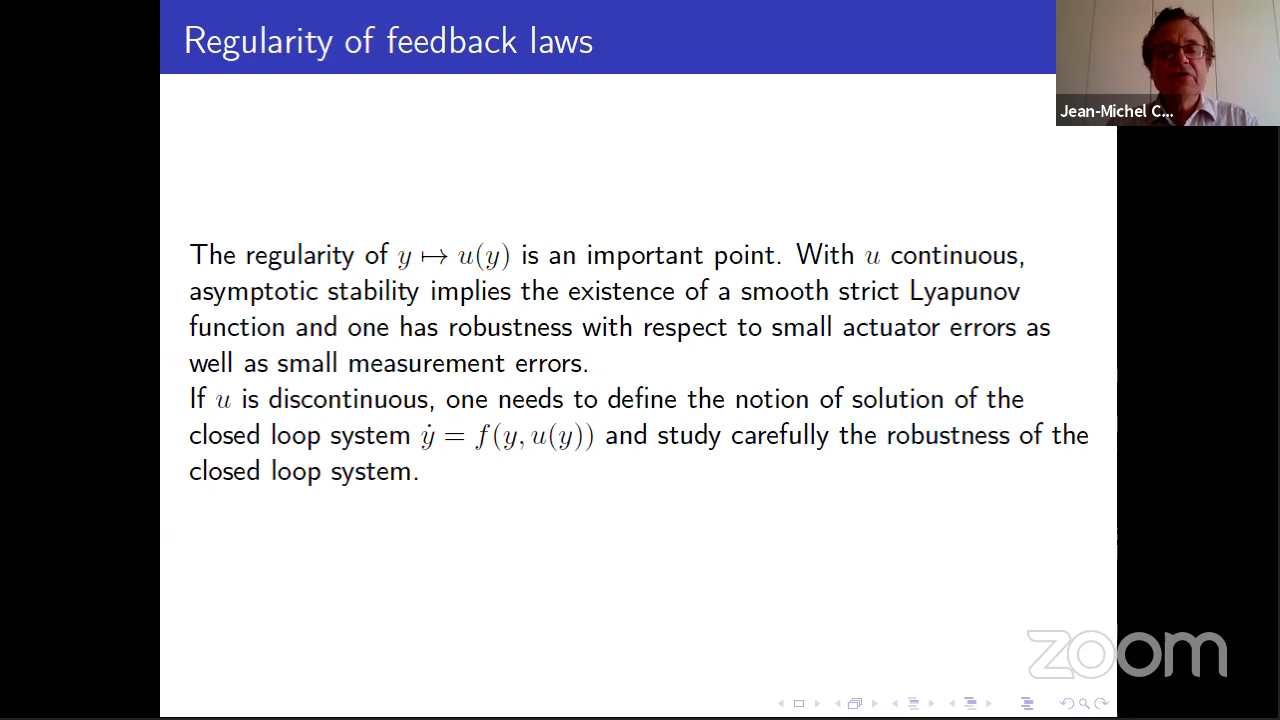 Regularity of feedback laws
Jean-Michel C...
The regularity of y ↦ u(y) is an important point. With u continuous,
asymptotic stability implies the existence of a smooth strict Lyapunov
function and one has robustness with respect to small actuator errors as
well as small measurement errors.
If u is discontinuous, one needs to define the notion of solution of the
closed loop system ẏ = f(y, u(y)) and study carefully the robustness of the
closed loop system.
zoom